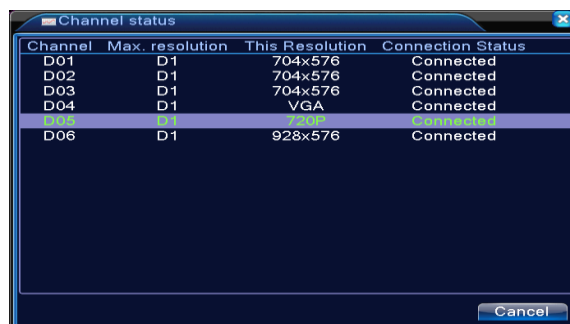 Channel status
Channel Max. resolution This Resolution Connection Status
D01 D1 704x576 Connected
D02 D1 704x576 Connected
D03 D1 704x576 Connected
D04 D1 VGA Connected
D05 D1 720P Connected
D06 D1 928x576 Connected
Cancel